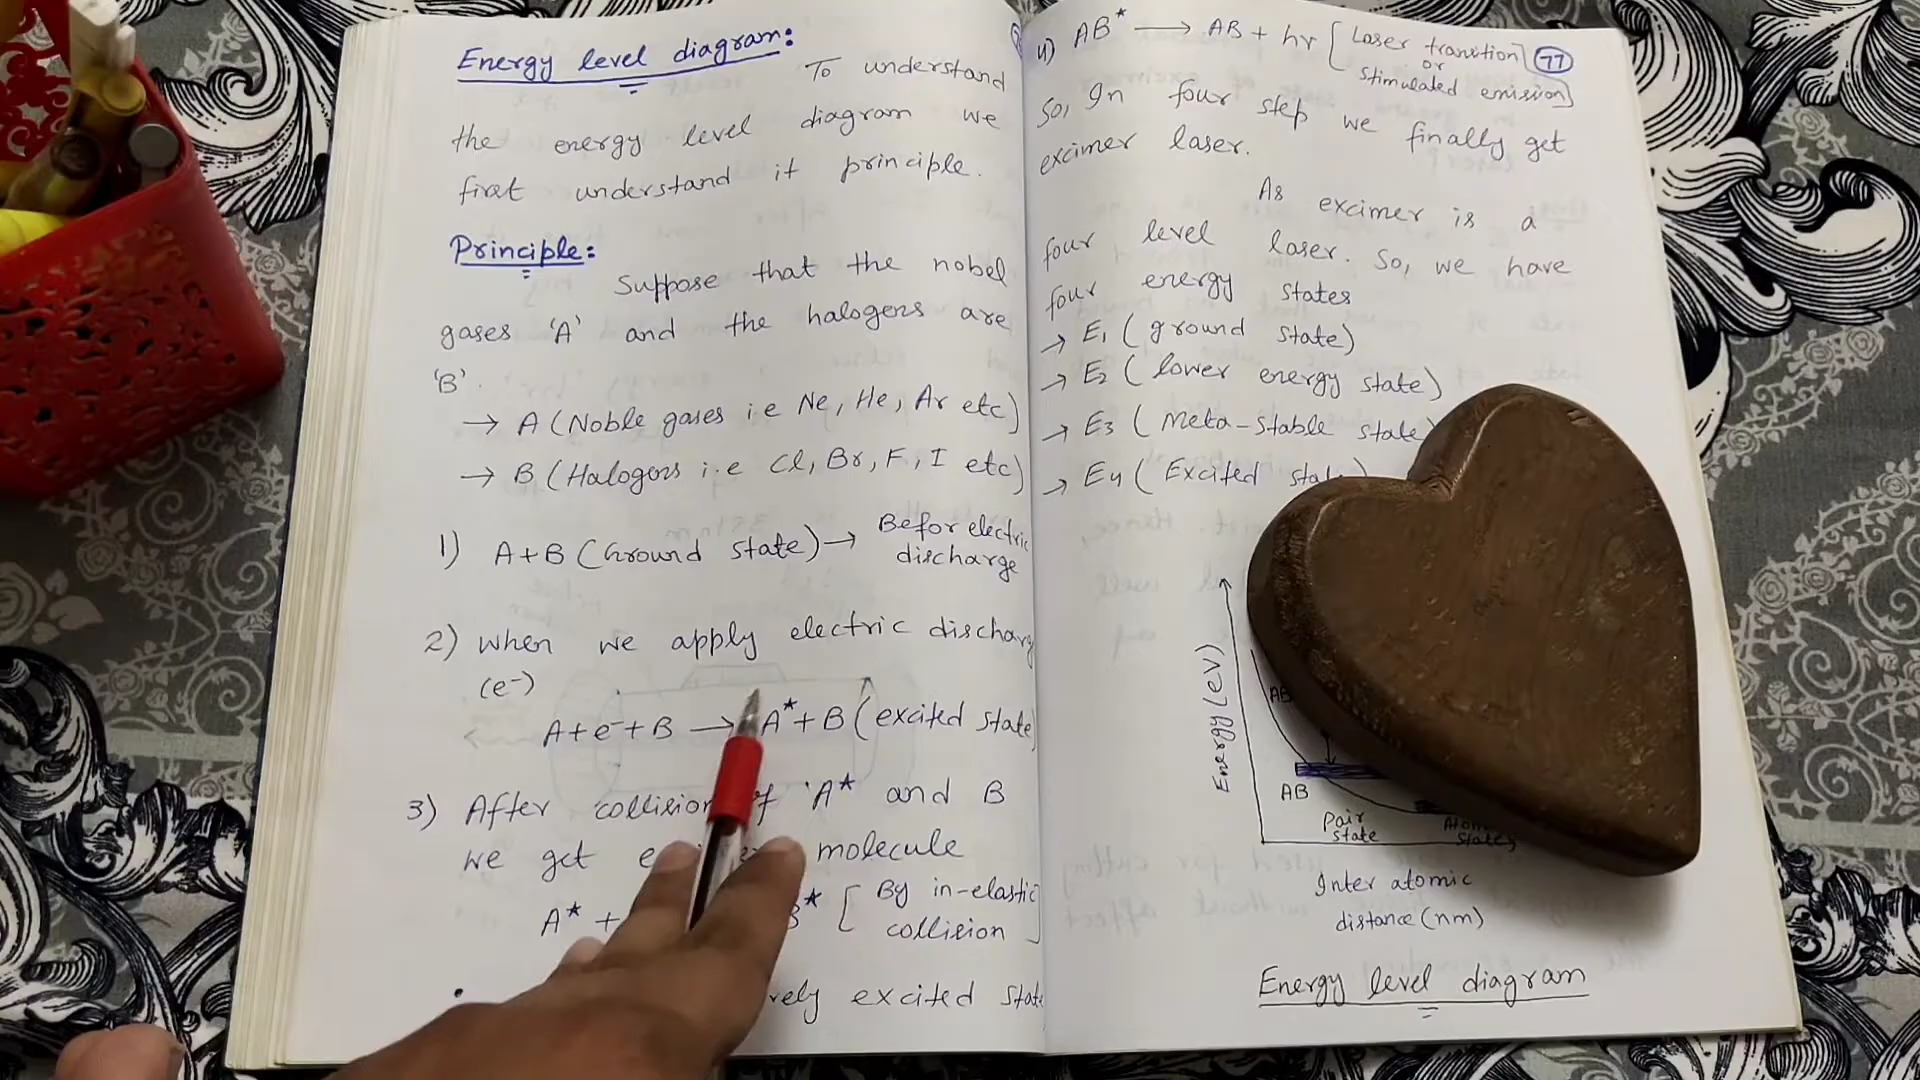 Energy level diagram:
To understand
the energy level diagram we
first understand it principle.
Principle:
Suppose that the nobel
gases 'A' and the halogens are
'B'.
→ A (Noble gases i.e Ne, He, Ar etc)
→ B (Halogens i.e Cl, Br, F, I etc)
1) A+B (Ground state) → Befor electric
discharge
2) when we apply electric discharg
(e⁻)
A+e⁻+B → A*+B (excited state
3) After collision of 'A* and B
we get molecule
A* + B* [By in-elastic
collision]
rely excited stat
4) AB* → AB + hν [Laser transition
or
stimulated emission]
77
So, In four step we finally get
excimer laser.
As excimer is a
four level laser. So, we have
four energy states
→ E1 (ground state)
→ E2 (lower energy state)
→ E3 (Meta-stable state)
→ E4 (Excited state)
Energy (eV)
AB
AB
Pair
state
Atom
states
Inter atomic
distance (nm)
Energy level diagram